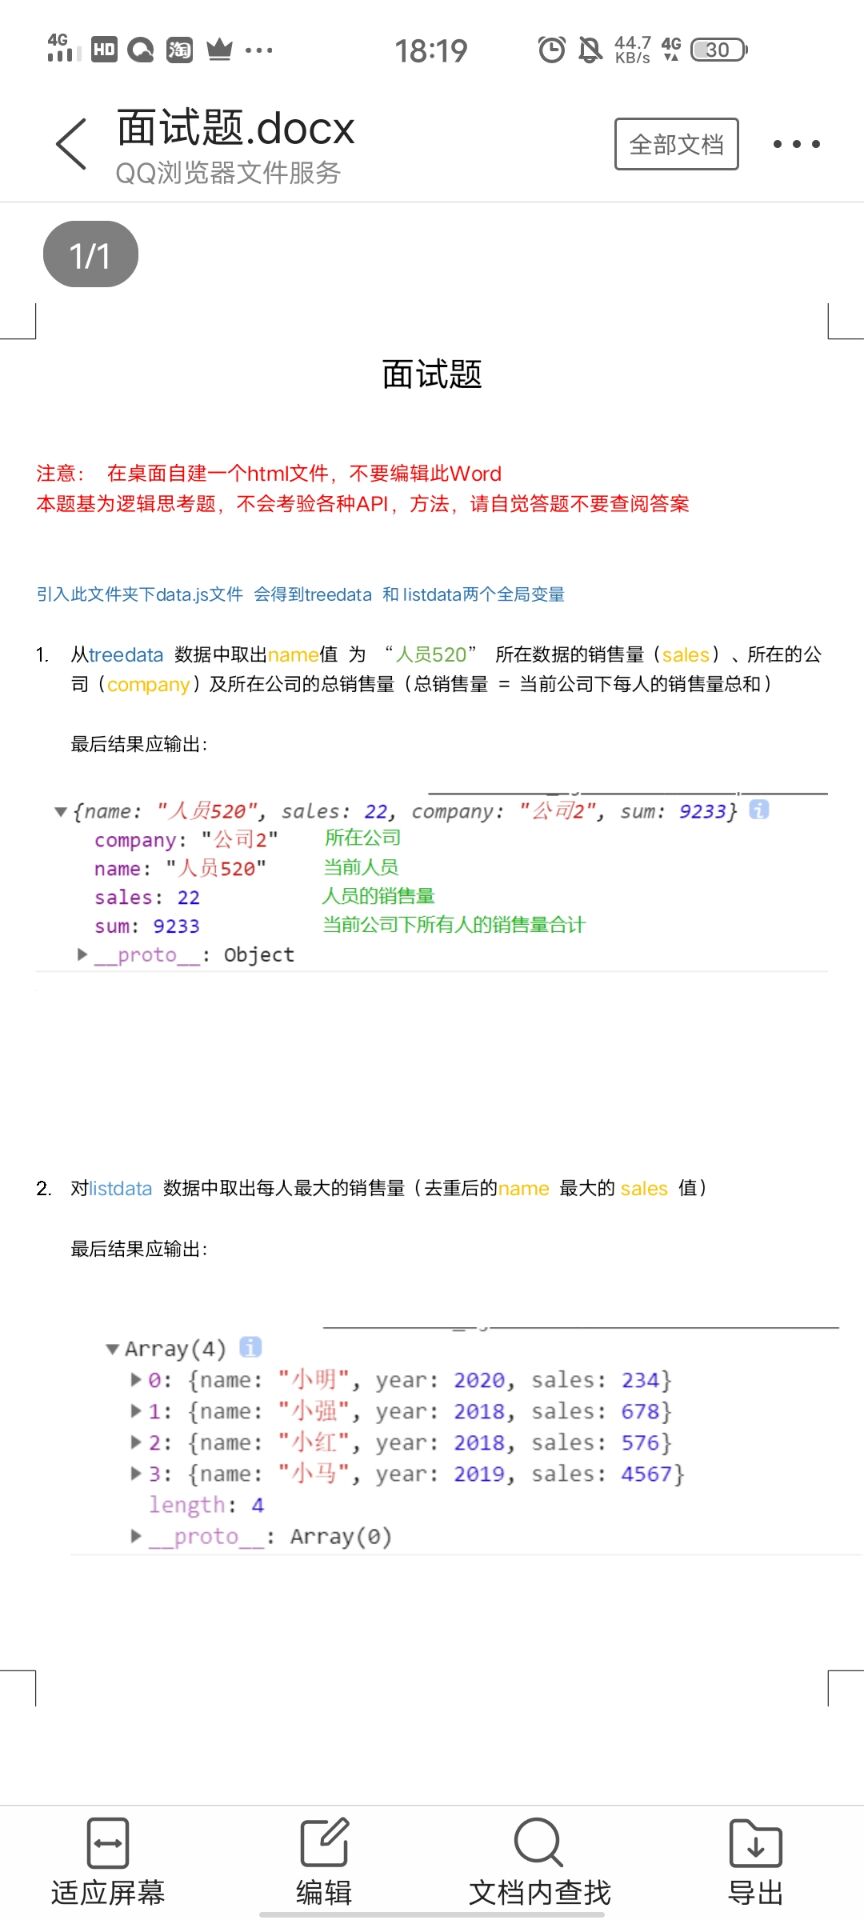 4G HD 淘 ... 18:19 44.7 KB/s 4G 30
面试题.docx
QQ浏览器文件服务
全部文档
1/1
面试题
注意： 在桌面自建一个html文件，不要编辑此Word
本题基为逻辑思考题，不会考验各种API，方法，请自觉答题不要查阅答案
引入此文件夹下data.js文件 会得到treedata 和 listdata两个全局变量
1. 从treedata 数据中取出name值 为 “人员520” 所在数据的销售量（sales）、所在的公
司（company）及所在公司的总销售量（总销售量 = 当前公司下每人的销售量总和）
最后结果应输出：
▼{name: "人员520", sales: 22, company: "公司2", sum: 9233} i
company: "公司2" 所在公司
name: "人员520" 当前人员
sales: 22 人员的销售量
sum: 9233 当前公司下所有人的销售量合计
▶__proto__: Object
2. 对listdata 数据中取出每人最大的销售量（去重后的name 最大的 sales 值）
最后结果应输出：
▼Array(4) i
▶0: {name: "小明", year: 2020, sales: 234}
▶1: {name: "小强", year: 2018, sales: 678}
▶2: {name: "小红", year: 2018, sales: 576}
▶3: {name: "小马", year: 2019, sales: 4567}
length: 4
▶__proto__: Array(0)
适应屏幕 编辑 文档内查找 导出